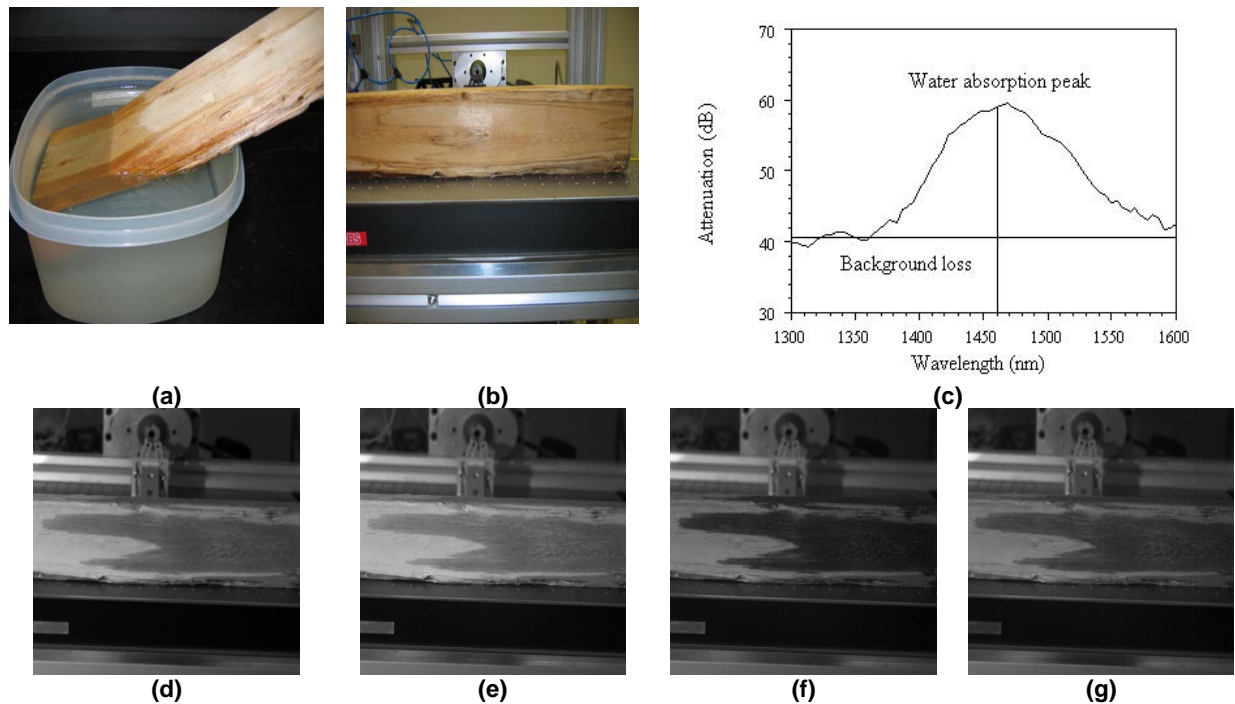 70
60
50
40
30
Attenuation (dB)
Water absorption peak
Background loss
1300 1350 1400 1450 1500 1550 1600
Wavelength (nm)
BS
(a) (b) (c)
(d) (e) (f) (g)